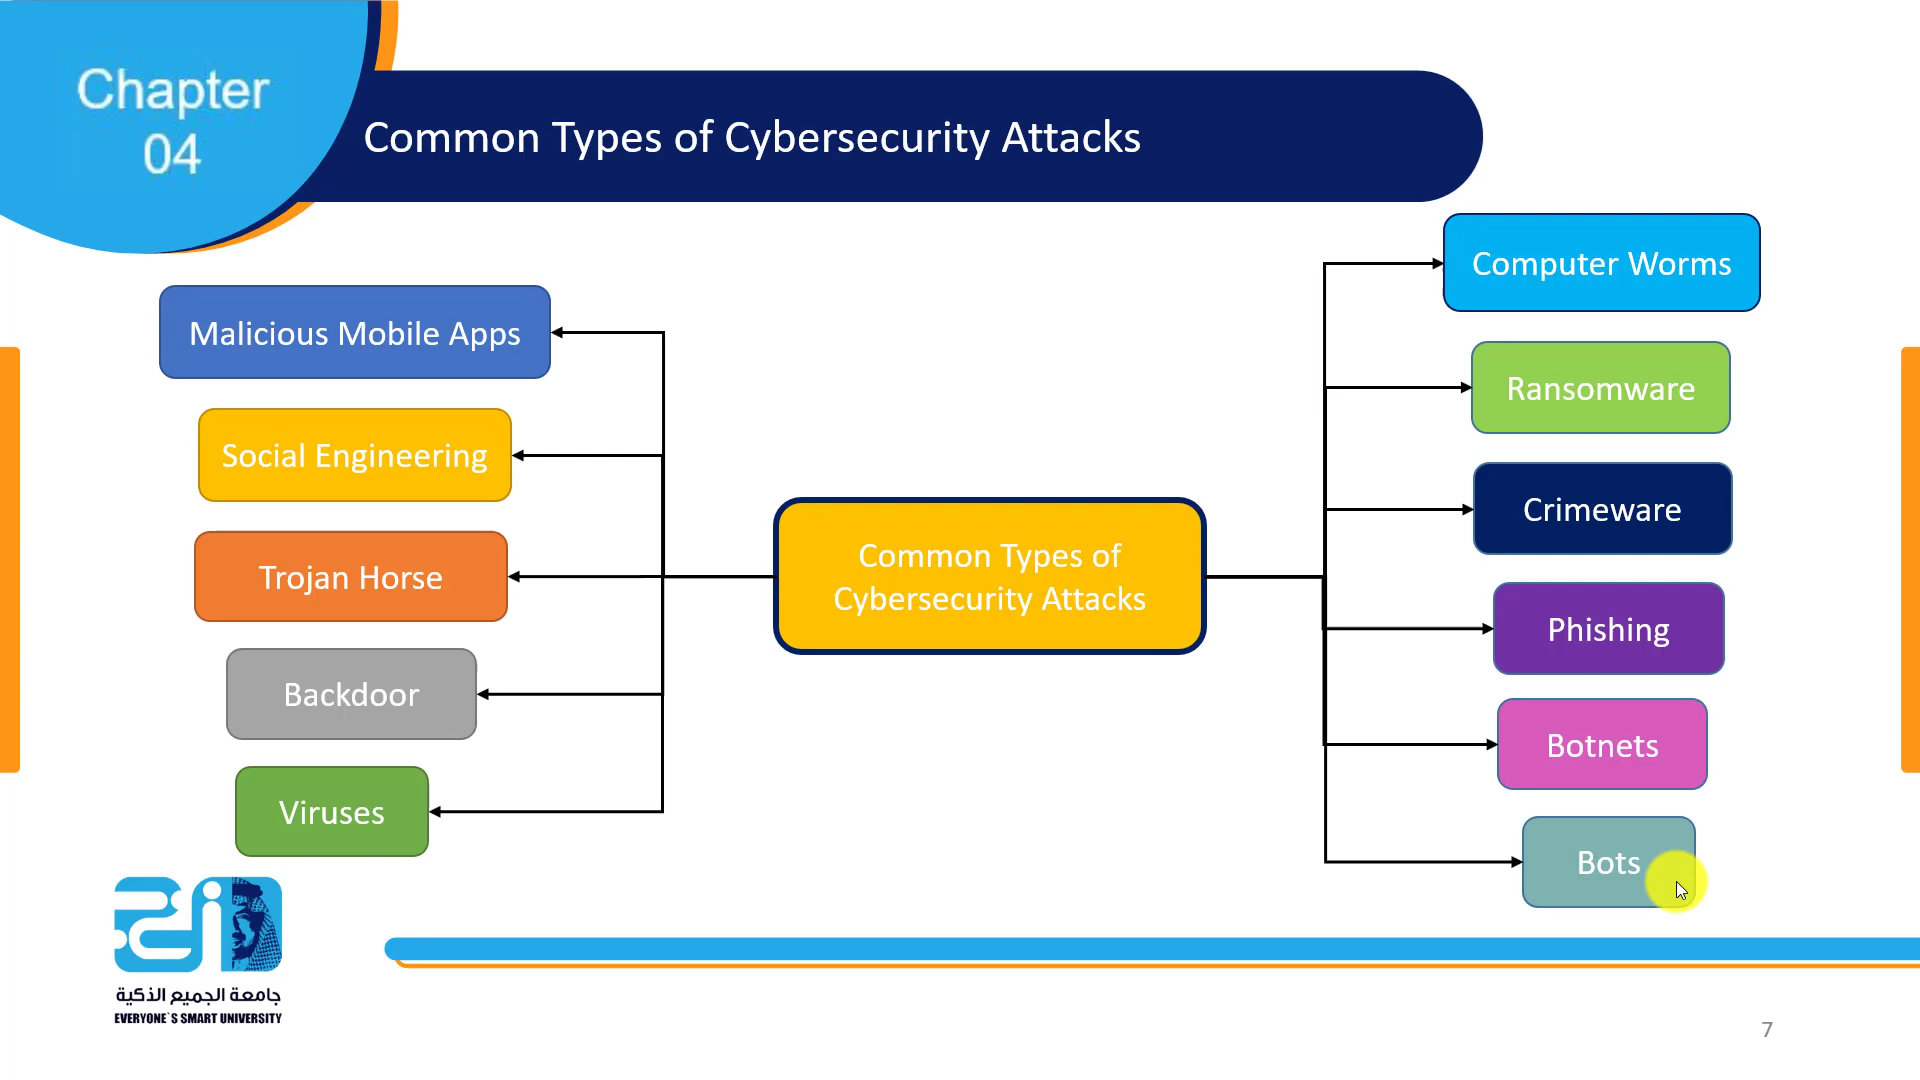 Chapter
04
Common Types of Cybersecurity Attacks
Malicious Mobile Apps
Social Engineering
Trojan Horse
Backdoor
Viruses
Common Types of
Cybersecurity Attacks
Computer Worms
Ransomware
Crimeware
Phishing
Botnets
Bots
جامعة الجميع الذكية
EVERYONE`S SMART UNIVERSITY
7